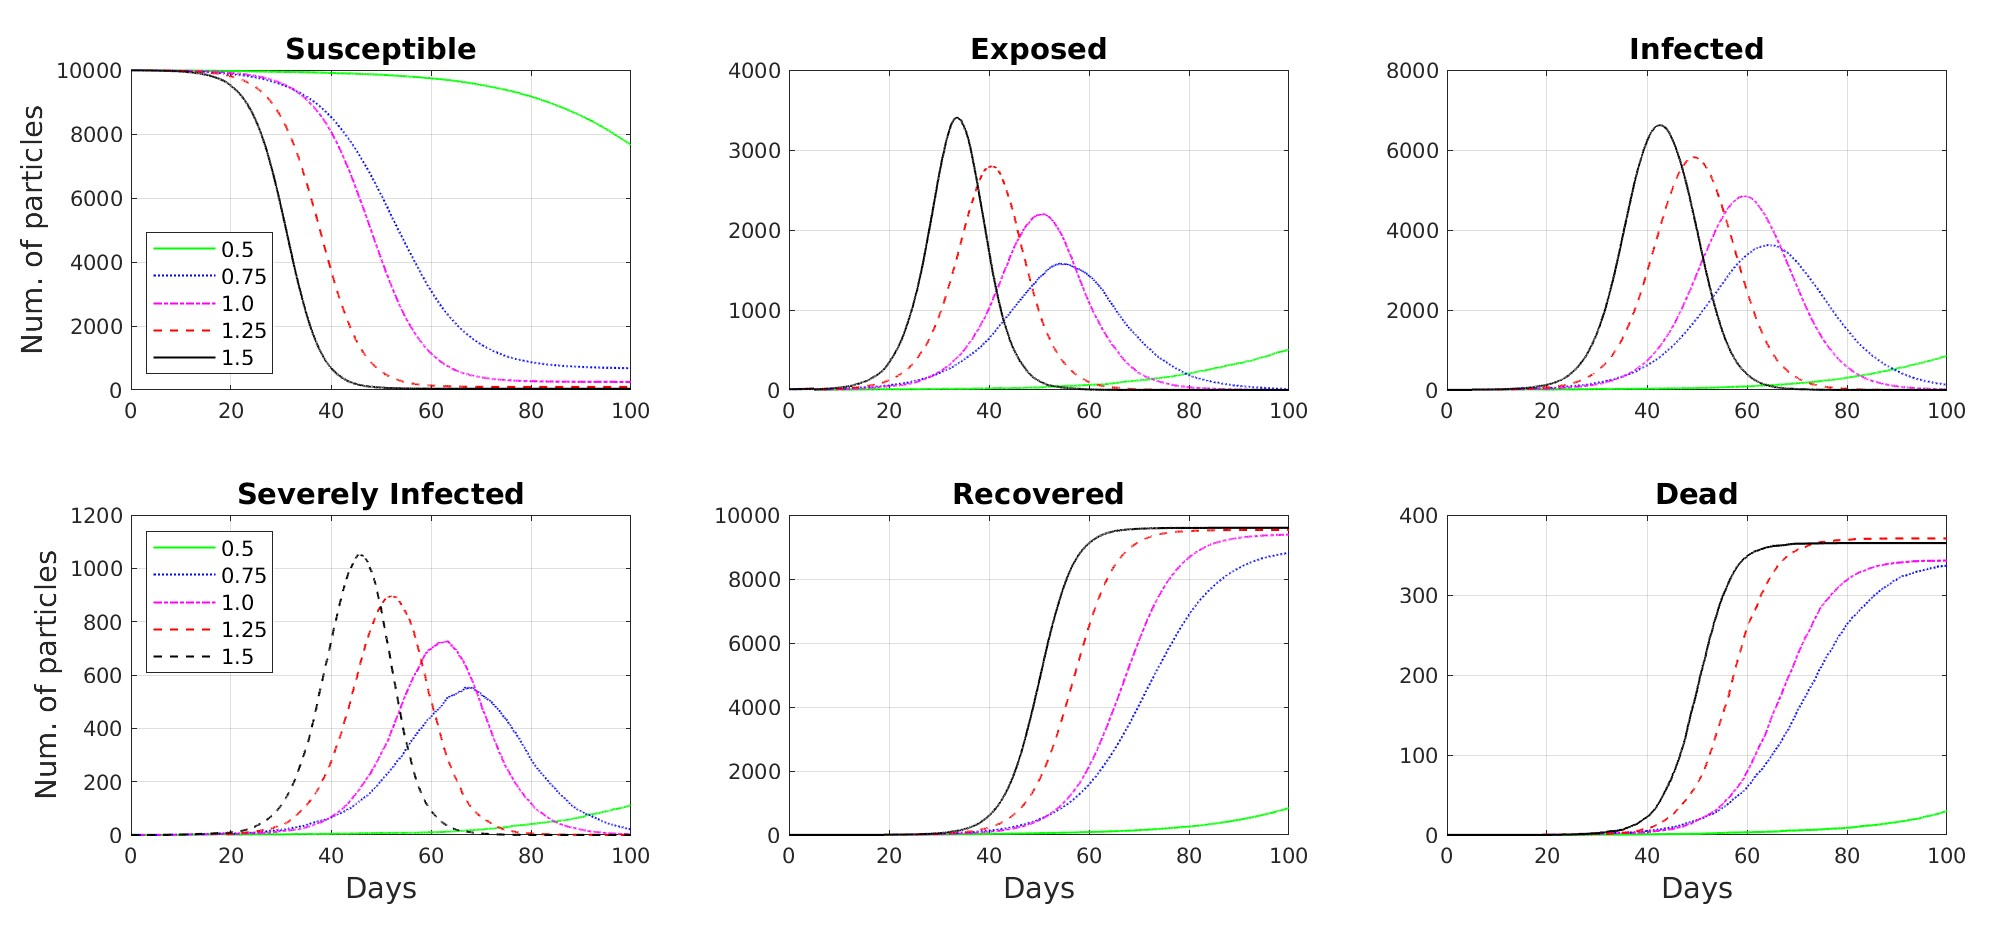 Susceptible
Num. of particles
10000
8000
6000
4000
2000
0
0 20 40 60 80 100
0.5
0.75
1.0
1.25
1.5
Exposed
4000
3000
2000
1000
0
0 20 40 60 80 100
Infected
8000
6000
4000
2000
0
0 20 40 60 80 100
Severely Infected
Num. of particles
1200
1000
800
600
400
200
0
0 20 40 60 80 100
Days
0.5
0.75
1.0
1.25
1.5
Recovered
10000
8000
6000
4000
2000
0
0 20 40 60 80 100
Days
Dead
400
300
200
100
0
0 20 40 60 80 100
Days